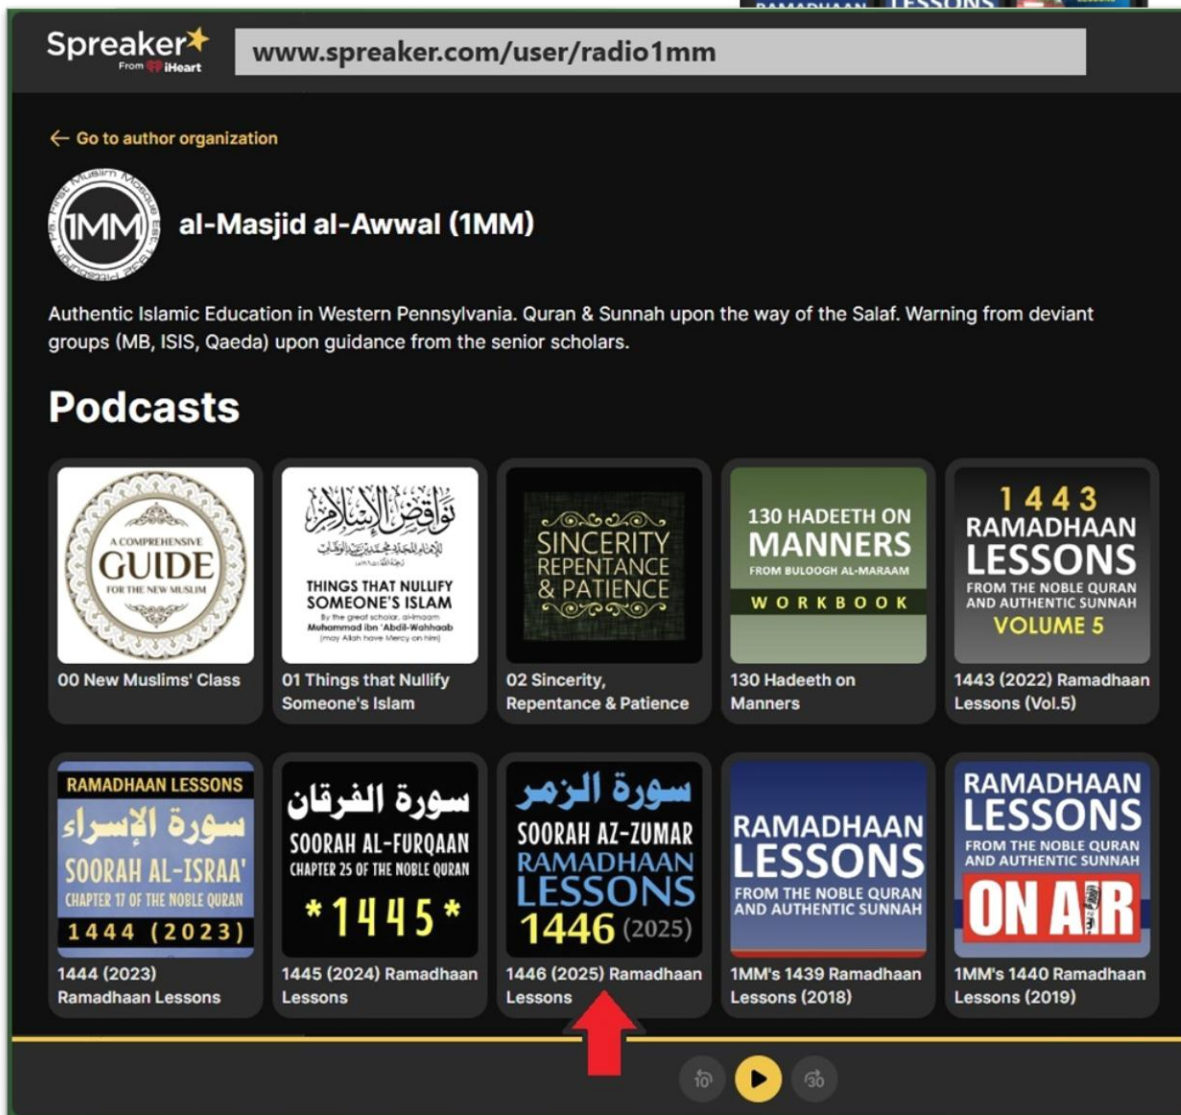 RAMADHAAN
LESSONS
LESSONS
Spreaker
From iHeart
www.spreaker.com/user/radio1mm
← Go to author organization
First Muslim Mosque Est. 1932 Pittsburgh, Pa.
1MM
al-Masjid al-Awwal (1MM)
Authentic Islamic Education in Western Pennsylvania. Quran & Sunnah upon the way of the Salaf. Warning from deviant
groups (MB, ISIS, Qaeda) upon guidance from the senior scholars.
Podcasts
A COMPREHENSIVE
GUIDE
FOR THE NEW MUSLIM
00 New Muslims' Class
نواقض الإسلام
THINGS THAT NULLIFY
SOMEONE'S ISLAM
By the great scholar, al-imaam
Muhammad ibn 'Abdil-Wahhaab
(may Allah have Mercy on him)
01 Things that Nullify
Someone's Islam
SINCERITY
REPENTANCE
& PATIENCE
02 Sincerity,
Repentance & Patience
130 HADEETH ON
MANNERS
FROM BULOOGH AL-MARAAM
WORKBOOK
130 Hadeeth on
Manners
1443
RAMADHAAN
LESSONS
FROM THE NOBLE QURAN
AND AUTHENTIC SUNNAH
VOLUME 5
1443 (2022) Ramadhaan
Lessons (Vol.5)
RAMADHAAN LESSONS
سورة الإسراء
SOORAH AL-ISRAA'
CHAPTER 17 OF THE NOBLE QURAN
1444 (2023)
1444 (2023)
Ramadhaan Lessons
سورة الفرقان
SOORAH AL-FURQAAN
CHAPTER 25 OF THE NOBLE QURAN
*1445*
1445 (2024) Ramadhaan
Lessons
سورة الزمر
SOORAH AZ-ZUMAR
RAMADHAAN
LESSONS
1446 (2025)
1446 (2025) Ramadhaan
Lessons
RAMADHAAN
LESSONS
FROM THE NOBLE QURAN
AND AUTHENTIC SUNNAH
1MM's 1439 Ramadhaan
Lessons (2018)
RAMADHAAN
LESSONS
FROM THE NOBLE QURAN
AND AUTHENTIC SUNNAH
ON AIR
1MM's 1440 Ramadhaan
Lessons (2019)
10
30